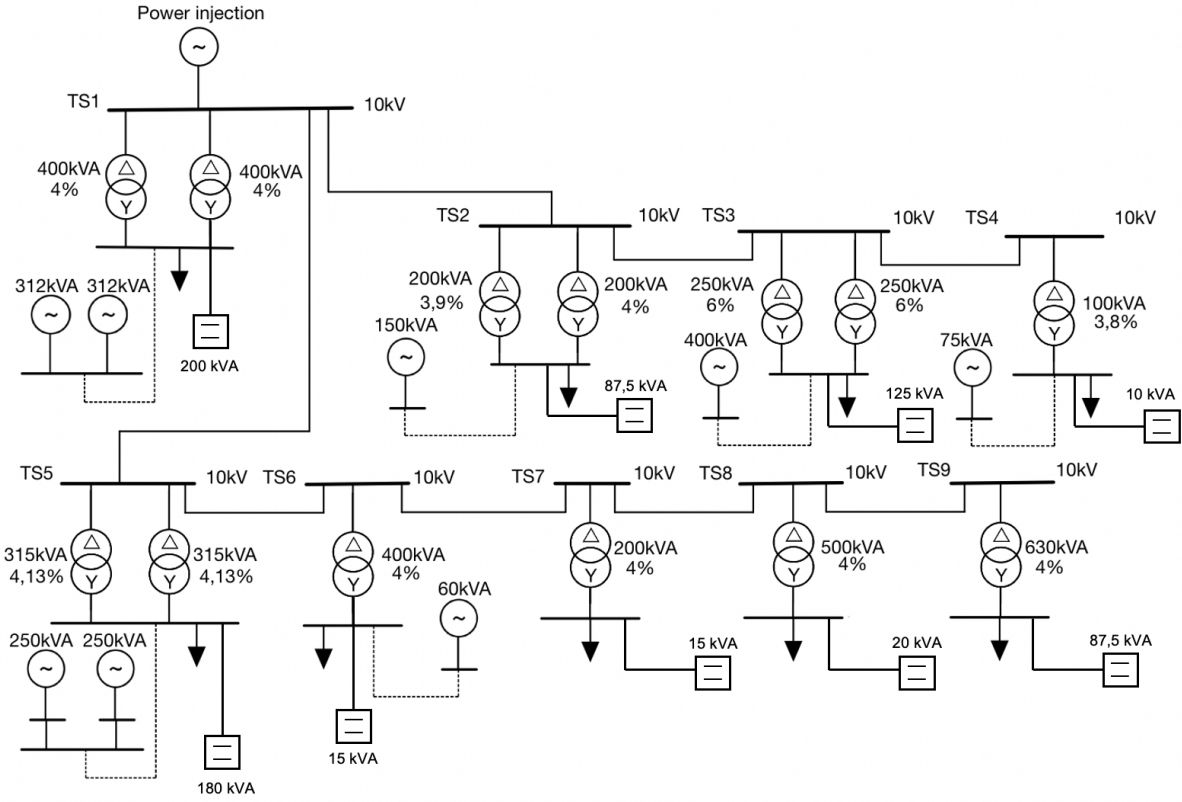 Power injection
~
TS1
10kV
400kVA
4%
△
Y
△
Y
400kVA
4%
312kVA
312kVA
~
~
200 kVA
TS2
10kV
TS3
10kV
TS4
10kV
200kVA
3,9%
△
Y
△
Y
200kVA
4%
250kVA
6%
△
Y
△
Y
250kVA
6%
△
Y
100kVA
3,8%
150kVA
~
400kVA
~
75kVA
~
87,5 kVA
125 kVA
10 kVA
TS5
10kV
TS6
10kV
TS7
10kV
TS8
10kV
TS9
10kV
315kVA
4,13%
△
Y
△
Y
315kVA
4,13%
△
Y
400kVA
4%
△
Y
200kVA
4%
△
Y
500kVA
4%
△
Y
630kVA
4%
60kVA
~
250kVA
250kVA
~
~
15 kVA
20 kVA
87,5 kVA
15 kVA
180 kVA